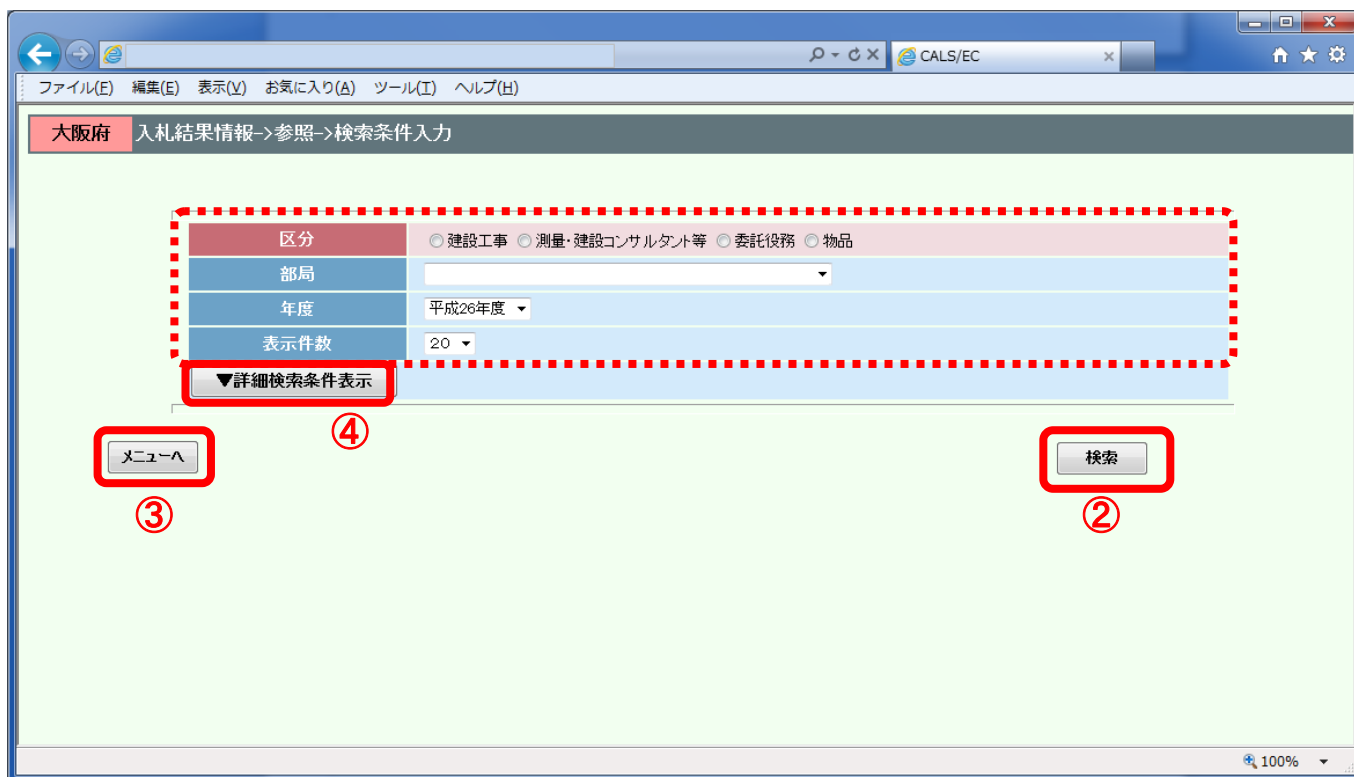 CALS/EC
ファイル(F) 編集(E) 表示(V) お気に入り(A) ツール(T) ヘルプ(H)
大阪府 入札結果情報->参照->検索条件入力
区分 建設工事 測量・建設コンサルタント等 委託役務 物品
部局
年度 平成26年度
表示件数 20
▼詳細検索条件表示
④
メニューへ 検索
③ ②
100%